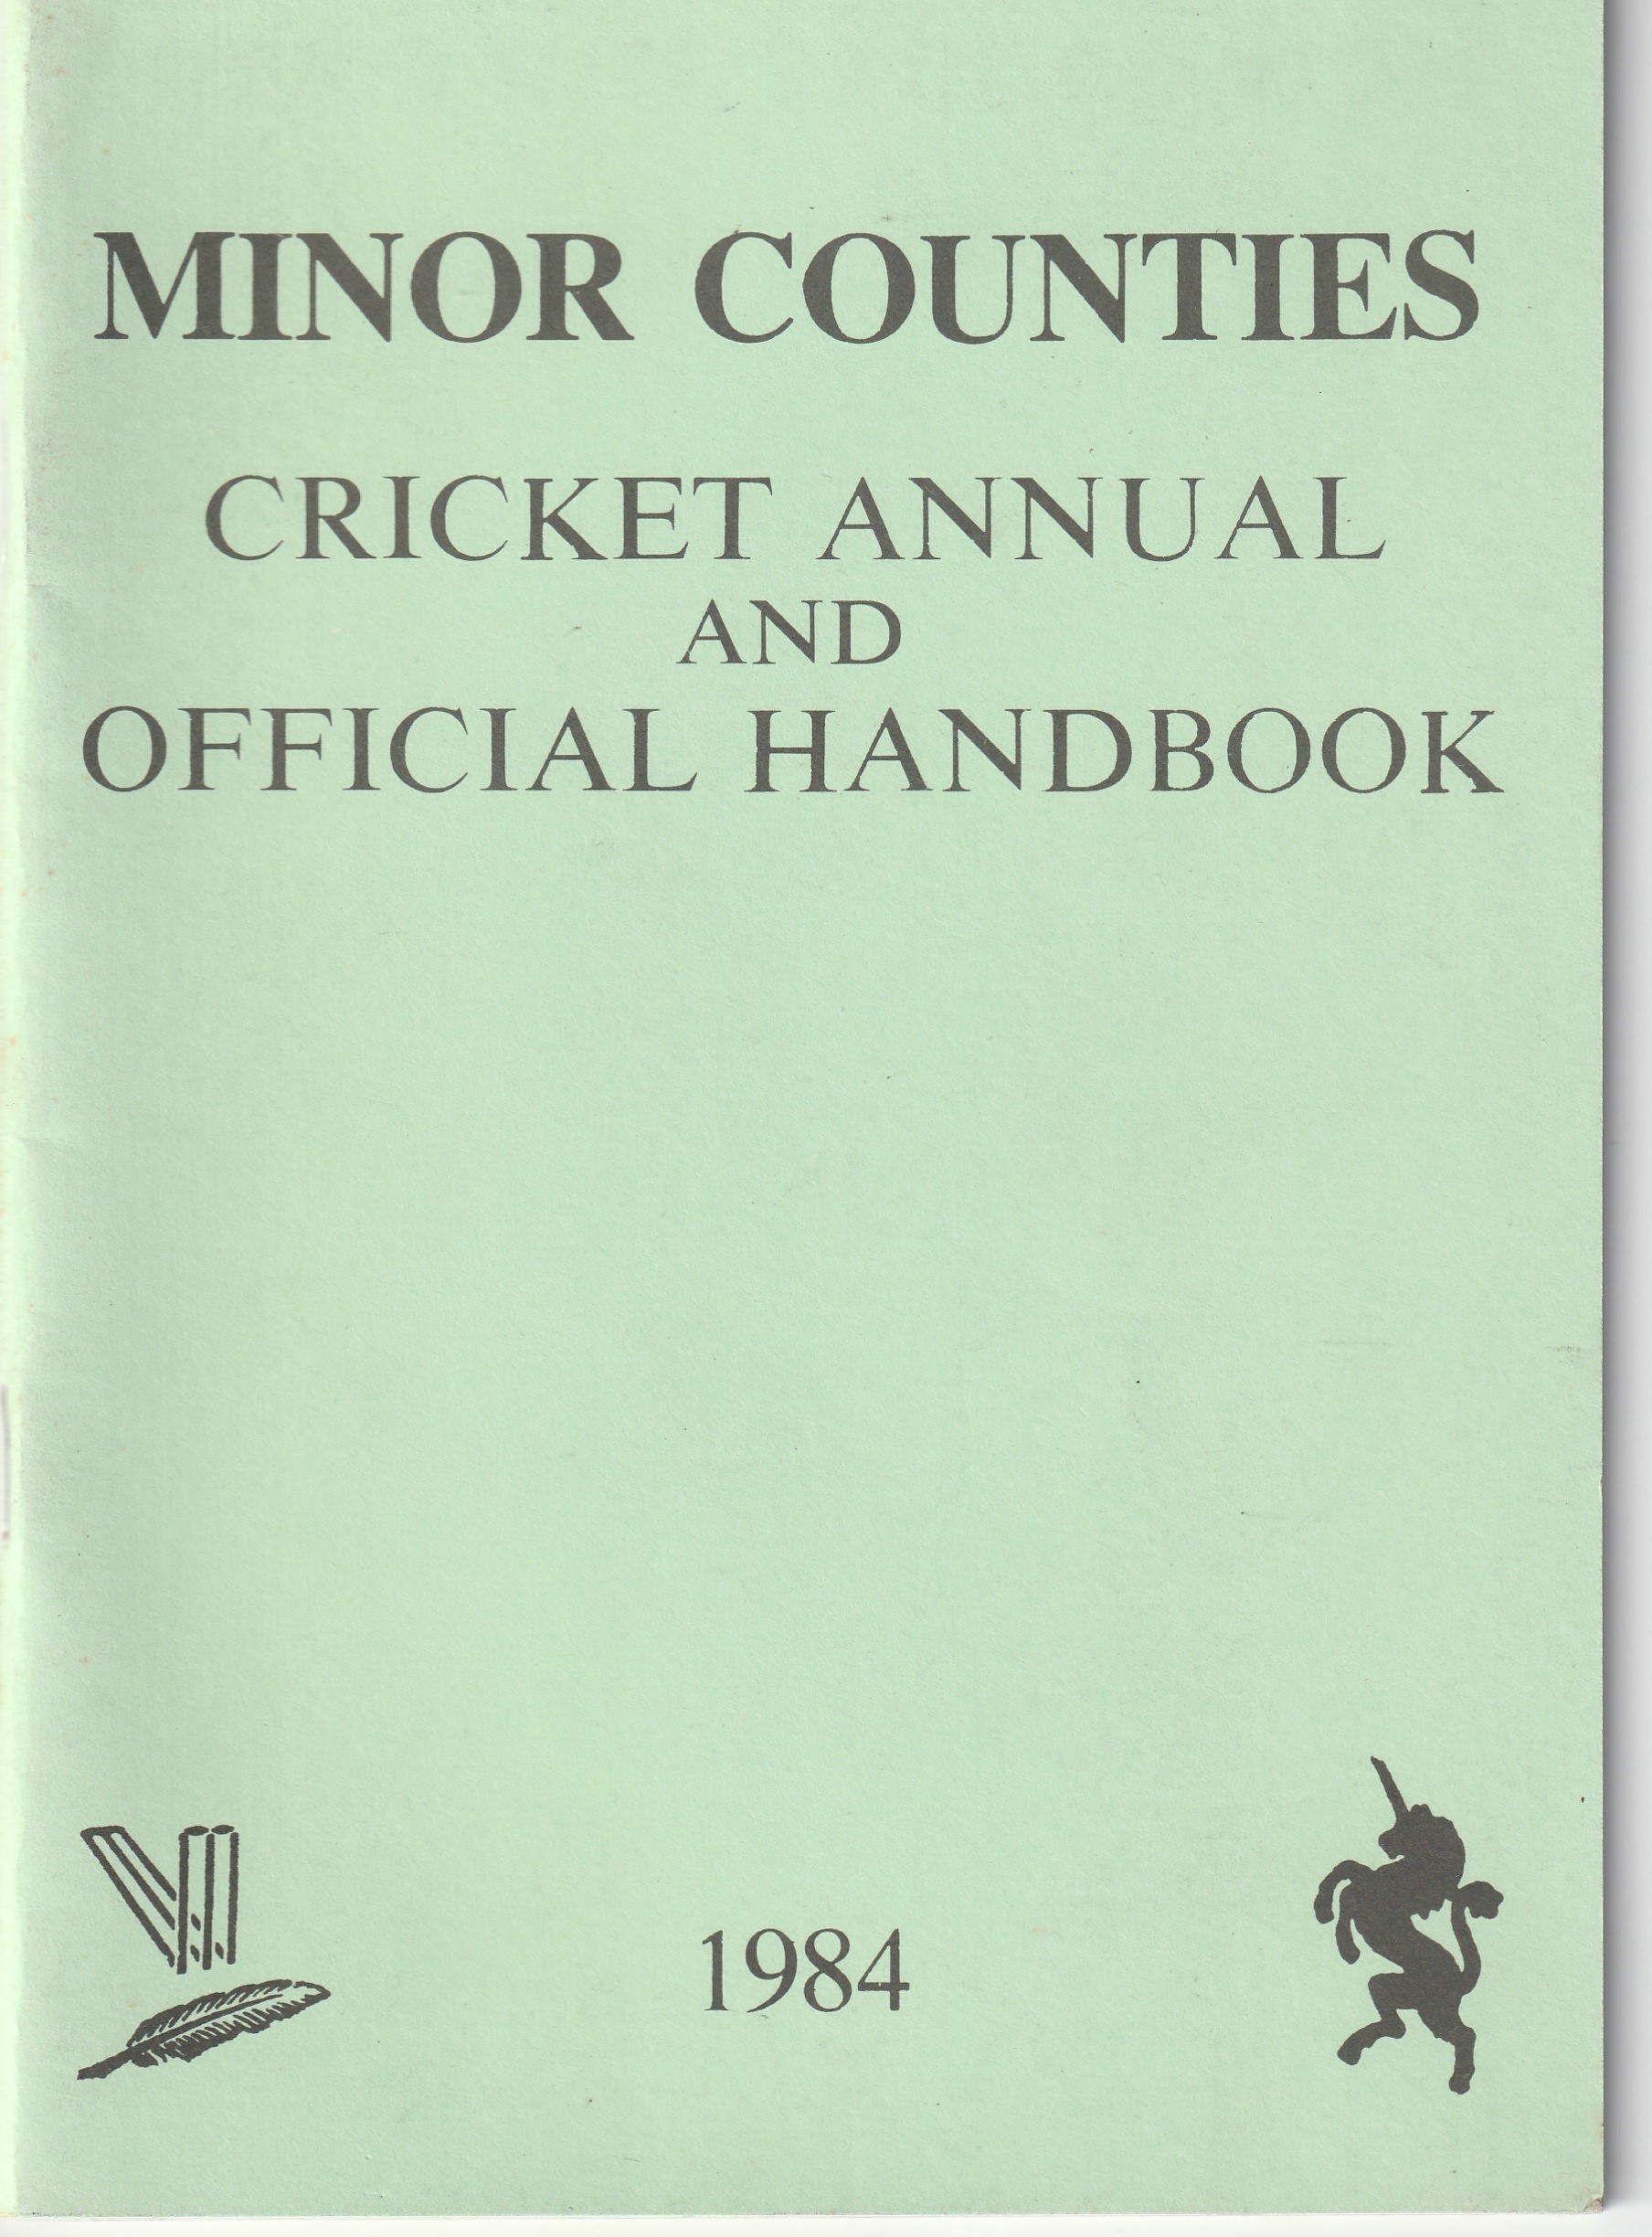 MINOR COUNTIES
CRICKET ANNUAL
AND
OFFICIAL HANDBOOK
1984